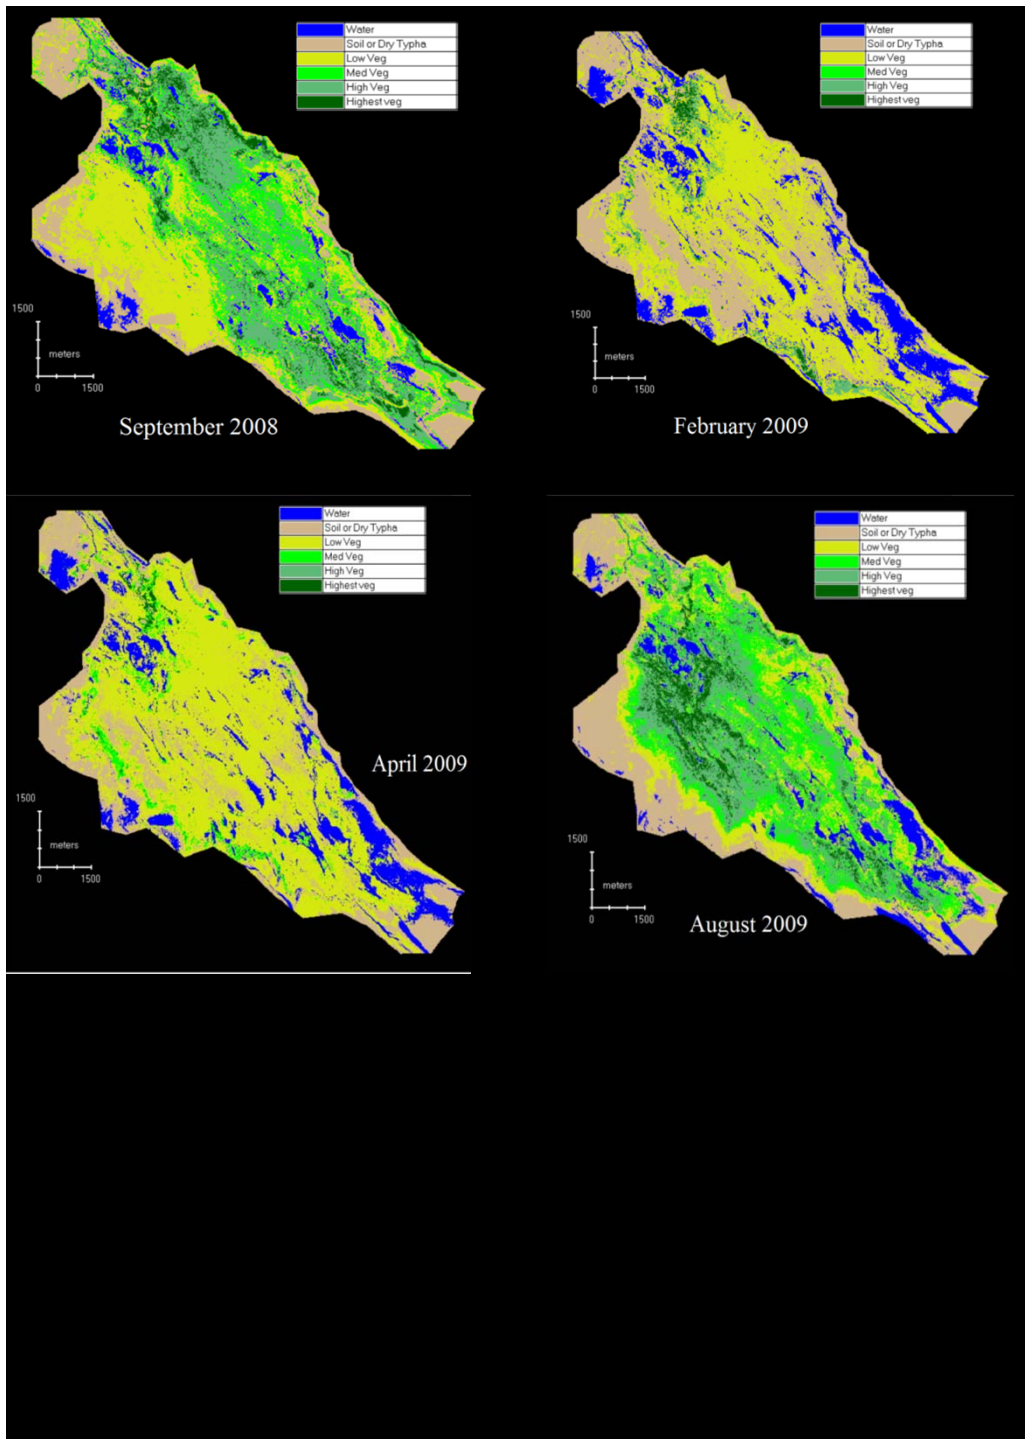 Water
Soil or Dry Typha
Low Veg
Med Veg
High Veg
Highest veg
1500
meters
0 1500
September 2008
Water
Soil or Dry Typha
Low Veg
Med Veg
High Veg
Highest veg
1500
meters
0 1500
February 2009
Water
Soil or Dry Typha
Low Veg
Med Veg
High Veg
Highest veg
April 2009
1500
meters
0 1500
Water
Soil or Dry Typha
Low Veg
Med Veg
High Veg
Highest veg
1500
meters
0 1500
August 2009